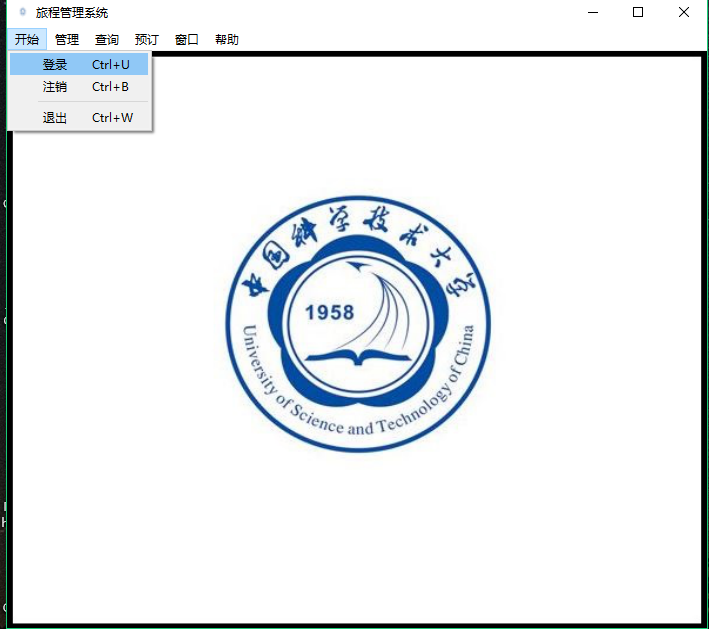 旅程管理系统
开始 管理 查询 预订 窗口 帮助
登录 Ctrl+U
注销 Ctrl+B
退出 Ctrl+W
中国科学技术大学
1958
University of Science and Technology of China